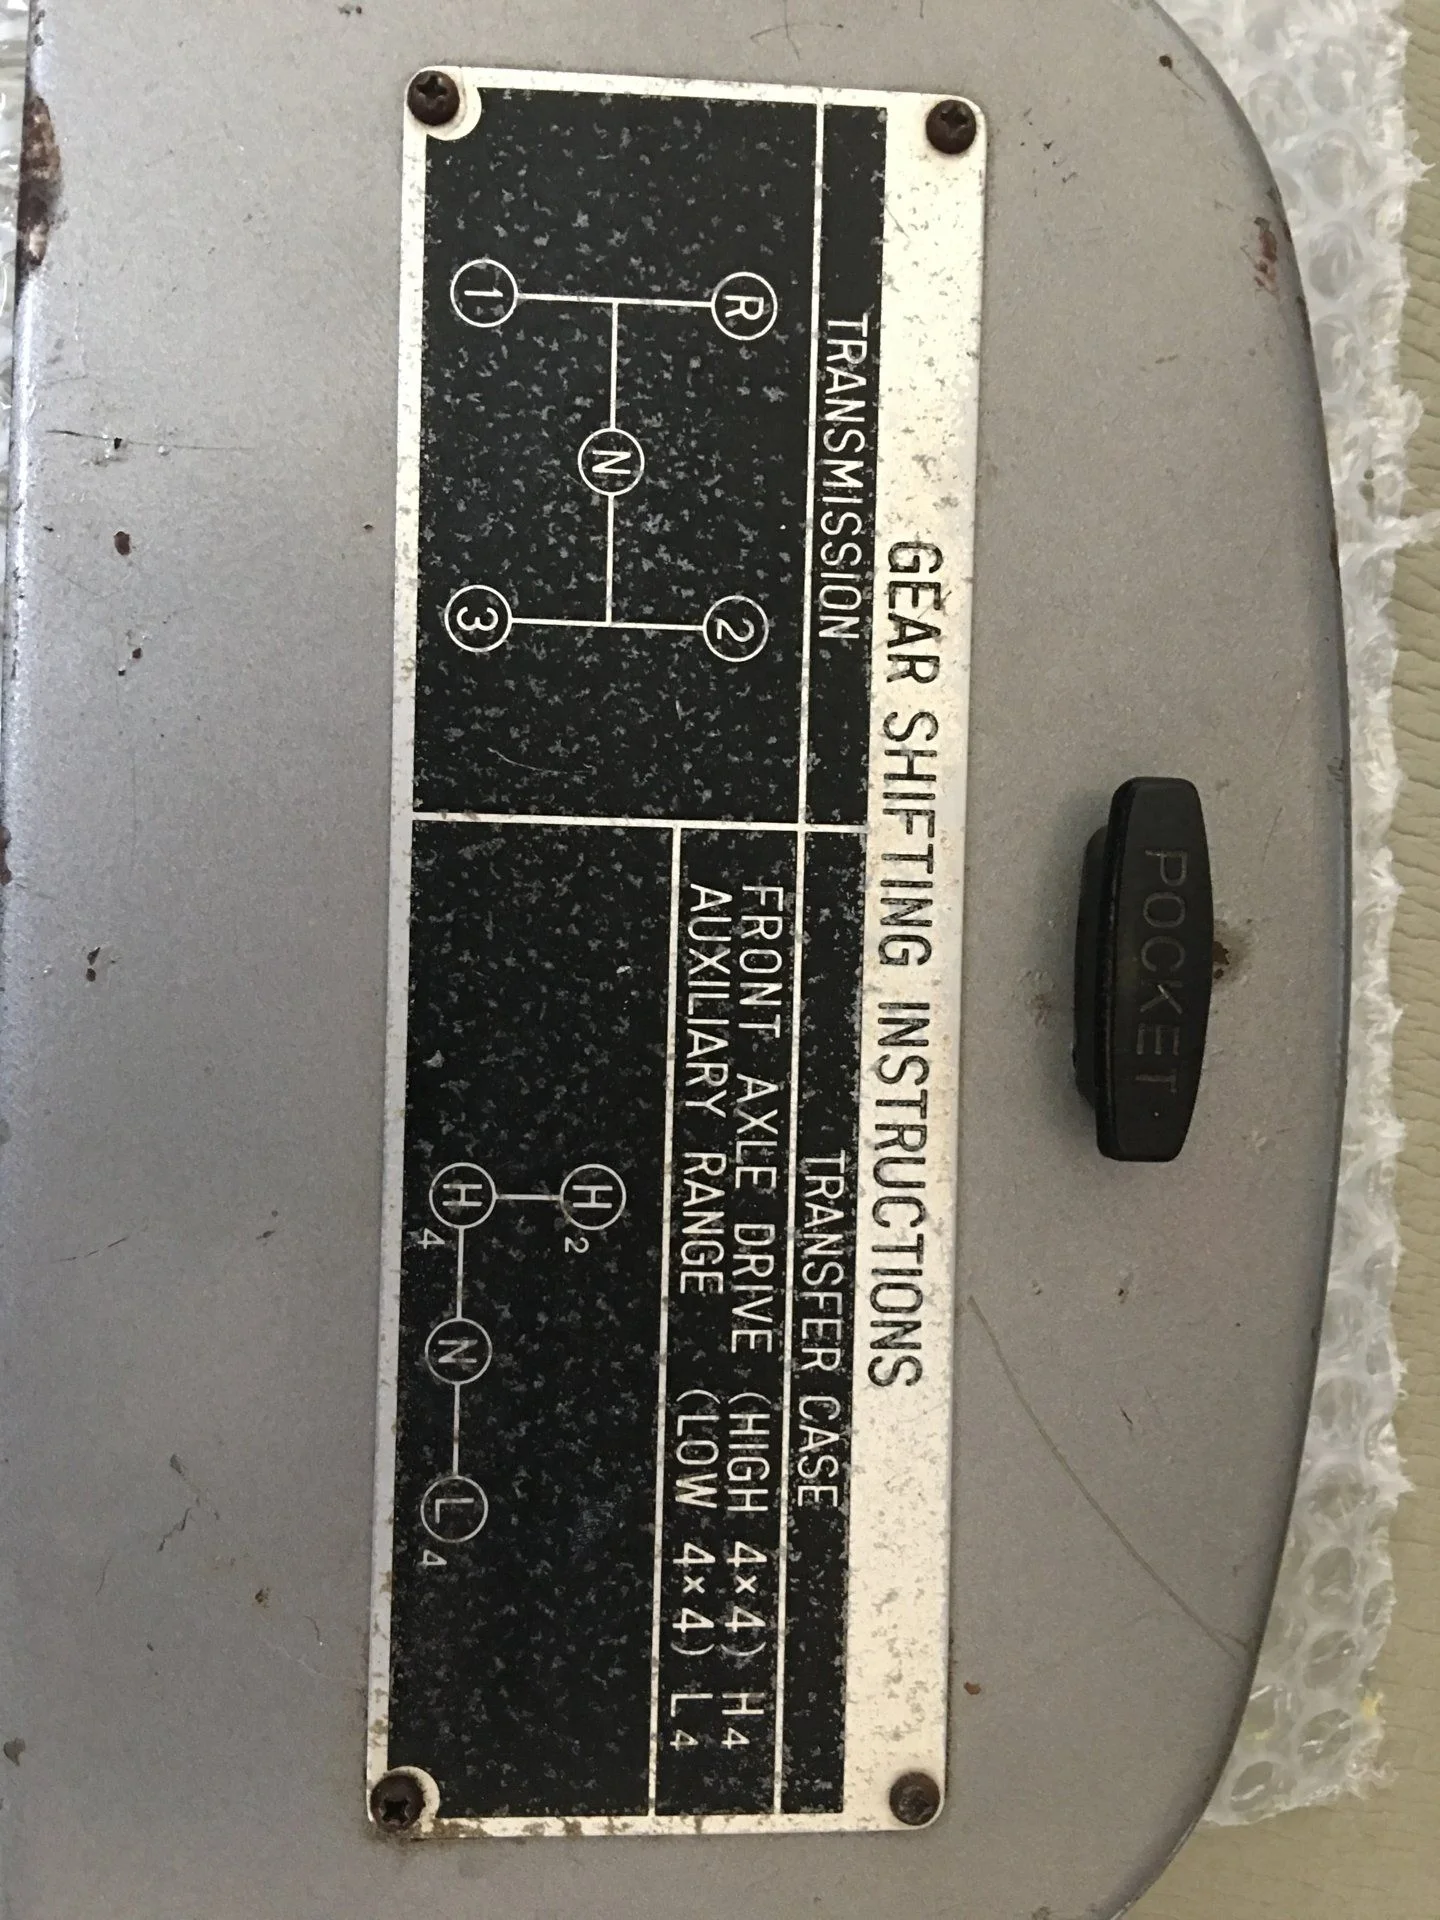 POCKET
GEAR SHIFTING INSTRUCTIONS
TRANSMISSION
R 2
N
1 3
TRANSFER CASE
FRONT AXLE DRIVE (HIGH 4×4) H4
AUXILIARY RANGE (LOW 4×4) L4
H2
H4 N L4